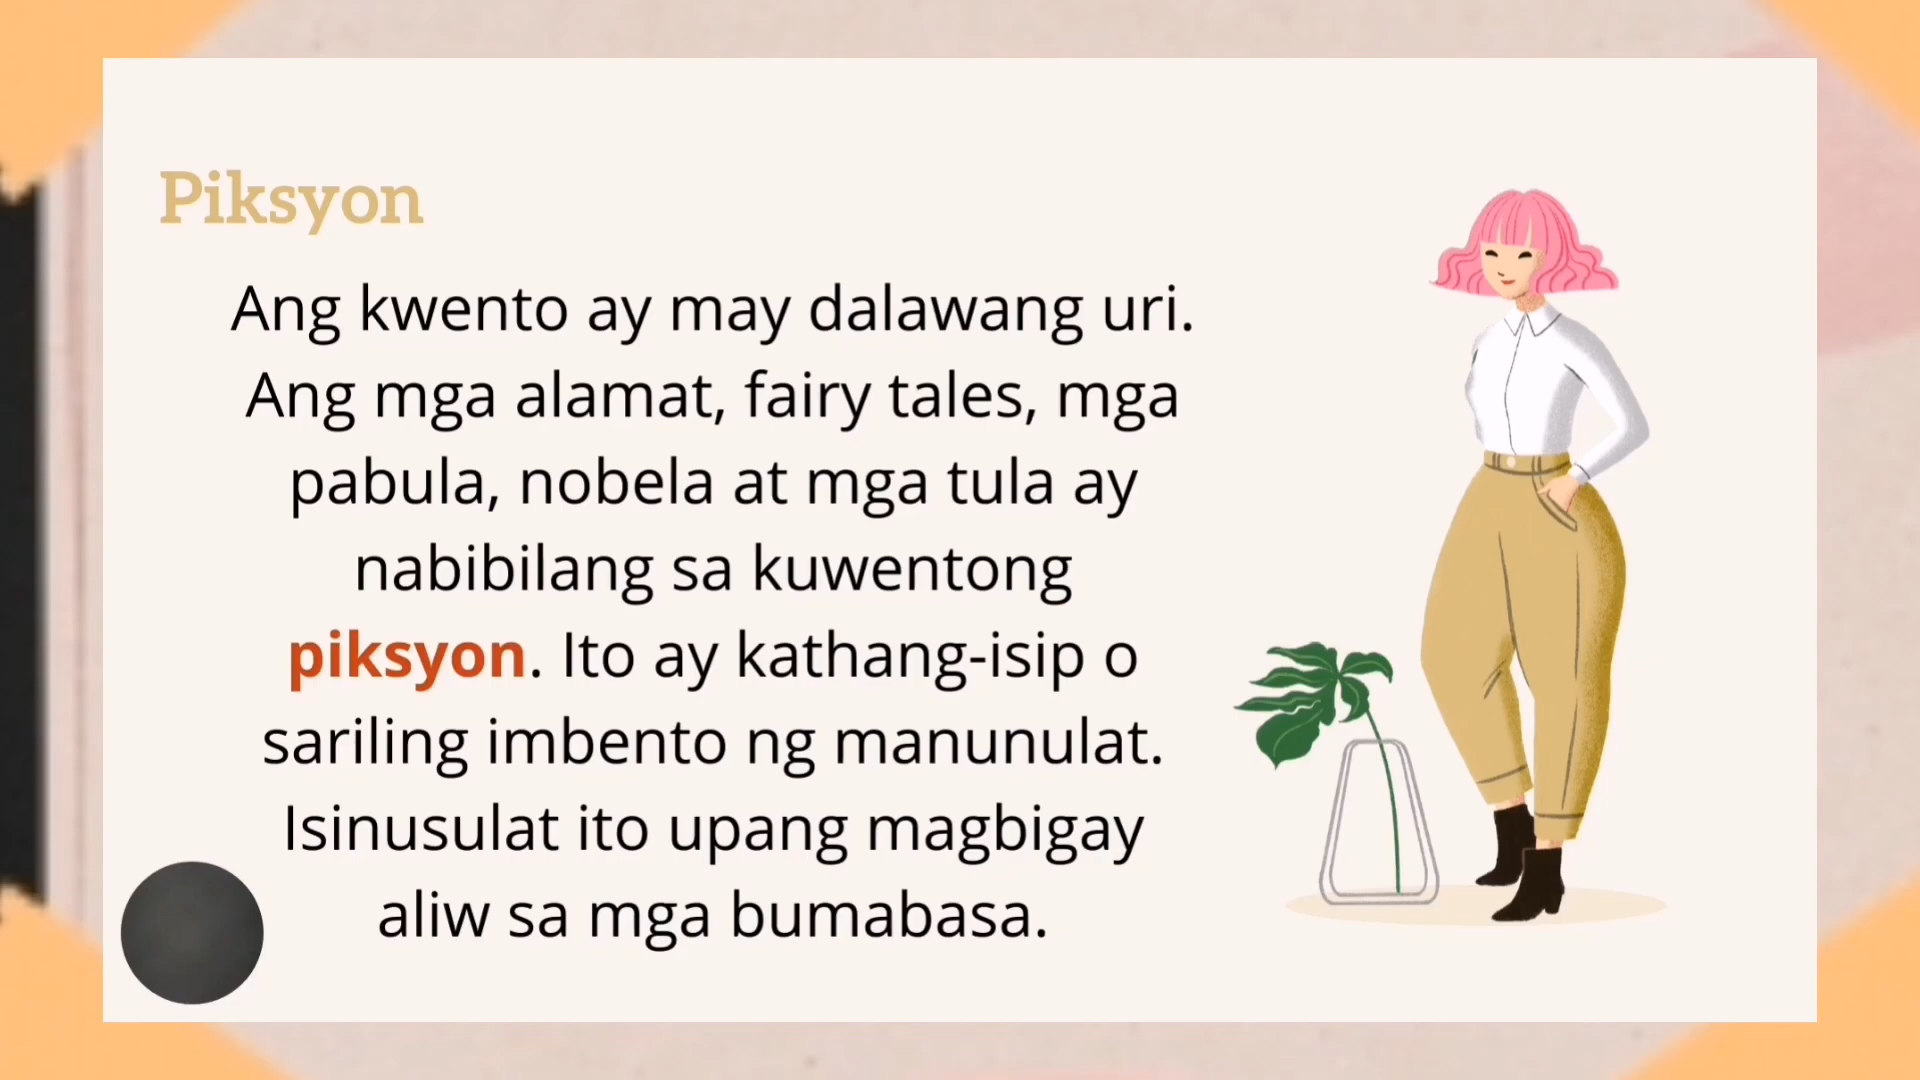 Piksyon
Ang kwento ay may dalawang uri.
Ang mga alamat, fairy tales, mga
pabula, nobela at mga tula ay
nabibilang sa kuwentong
piksyon. Ito ay kathang-isip o
sariling imbento ng manunulat.
Isinusulat ito upang magbigay
aliw sa mga bumabasa.